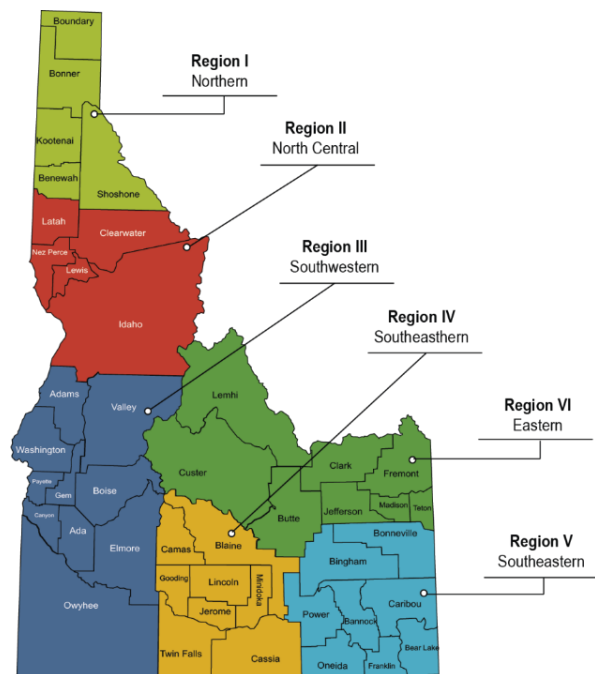 Boundary
Bonner
Region I
Northern
Kootenai
Region II
North Central
Benewah
Shoshone
Latah
Clearwater
Region III
Southwestern
Nez Perce
Lewis
Region IV
Southeasthern
Idaho
Adams
Valley
Lemhi
Region VI
Eastern
Washington
Custer
Clark
Fremont
Payette
Gem
Boise
Butte
Jefferson
Madison
Teton
Canyon
Ada
Elmore
Camas
Blaine
Bonneville
Region V
Southeastern
Bingham
Gooding
Lincoln
Minidoka
Owyhee
Jerome
Power
Bannock
Caribou
Twin Falls
Cassia
Oneida
Franklin
Bear Lake